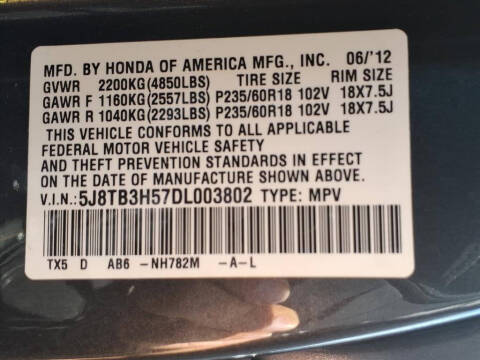 MFD. BY HONDA OF AMERICA MFG., INC. 06/'12
GVWR 2200KG(4850LBS) TIRE SIZE RIM SIZE
GAWR F 1160KG(2557LBS) P235/60R18 102V 18X7.5J
GAWR R 1040KG(2293LBS) P235/60R18 102V 18X7.5J
THIS VEHICLE CONFORMS TO ALL APPLICABLE
FEDERAL MOTOR VEHICLE SAFETY
AND THEFT PREVENTION STANDARDS IN EFFECT
ON THE DATE OF MANUFACTURE SHOWN ABOVE.
V.I.N.:5J8TB3H57DL003802 TYPE: MPV
TX5 D AB6 -NH782M -A-L